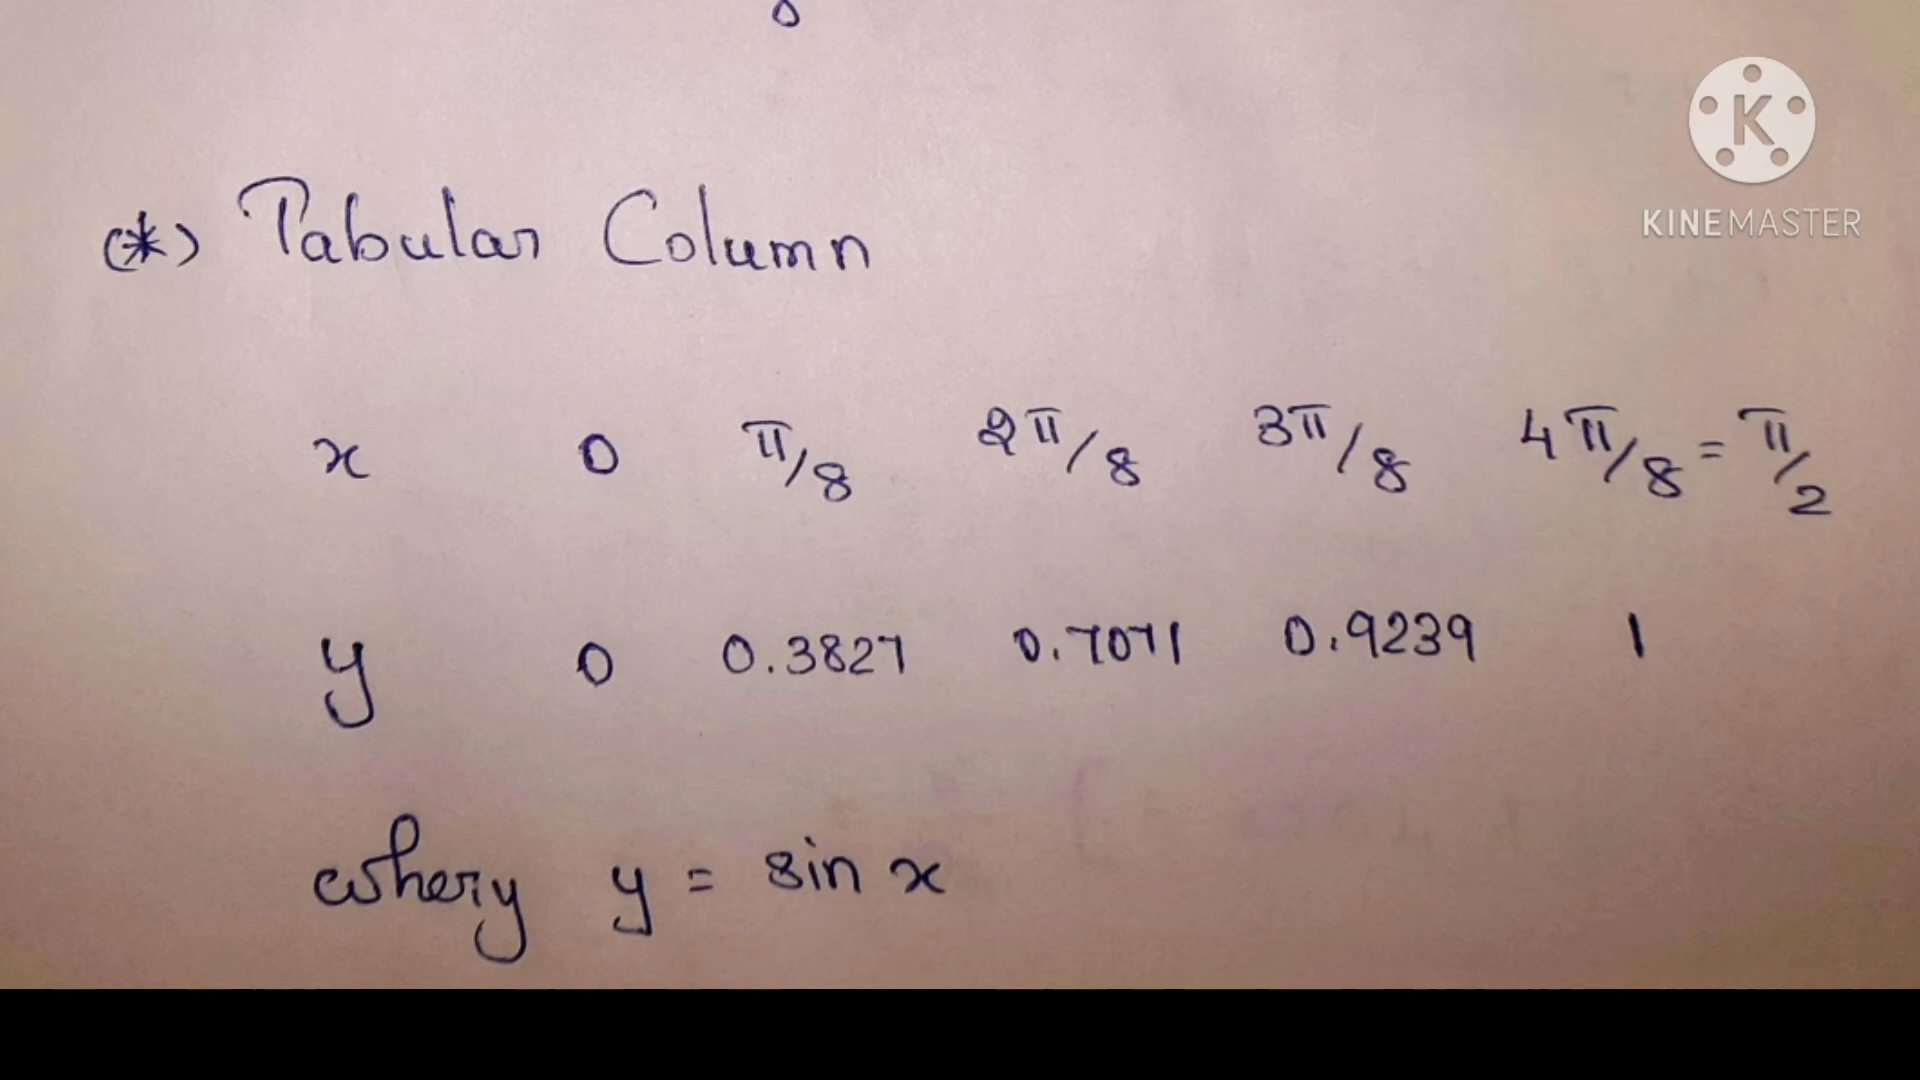 KINEMASTER
(*) Tabular Column
x 0 π/8 2π/8 3π/8 4π/8 = π/2
y 0 0.3827 0.7071 0.9239 1
where y = sin x